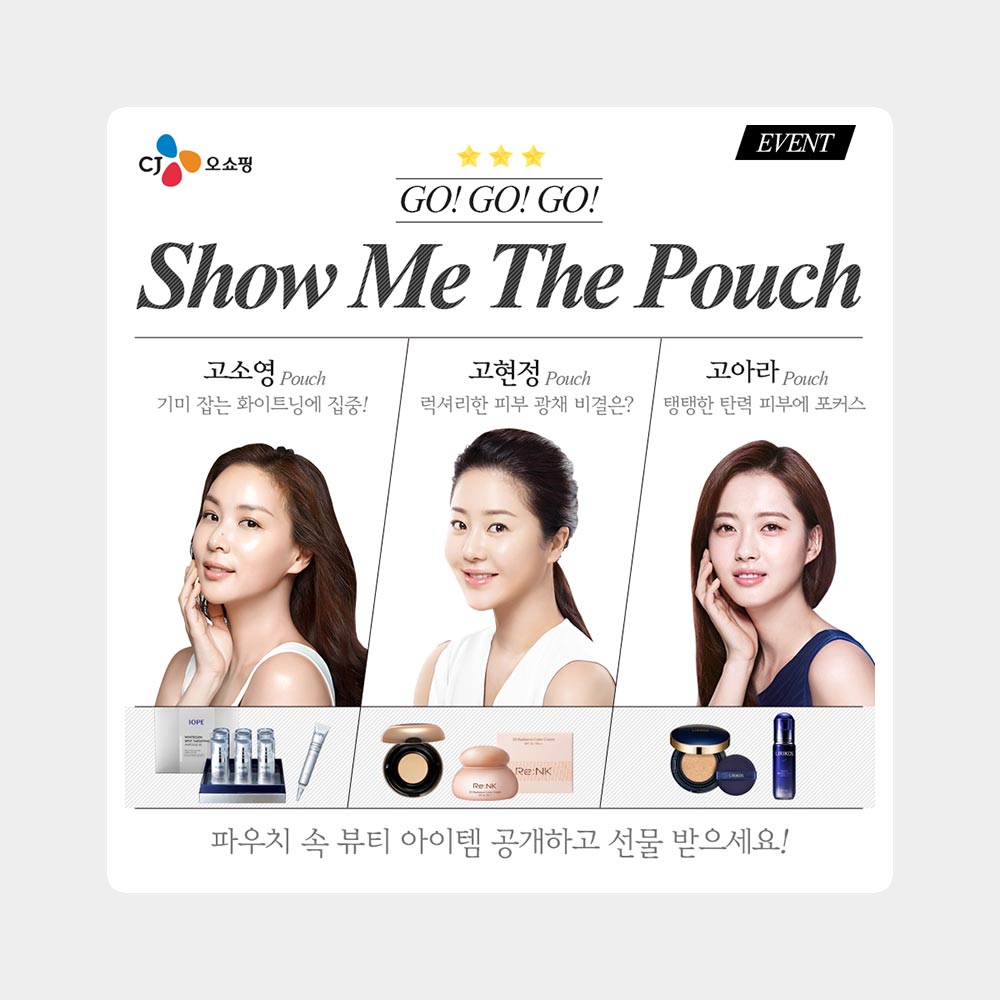 CJ 오쇼핑
EVENT
GO! GO! GO!
Show Me The Pouch
고소영 Pouch
기미 잡는 화이트닝에 집중!
고현정 Pouch
럭셔리한 피부 광채 비결은?
고아라 Pouch
탱탱한 탄력 피부에 포커스
IOPE
Re:NK
Re:NK
LIRIKOS
LIRIKOS
파우치 속 뷰티 아이템 공개하고 선물 받으세요!